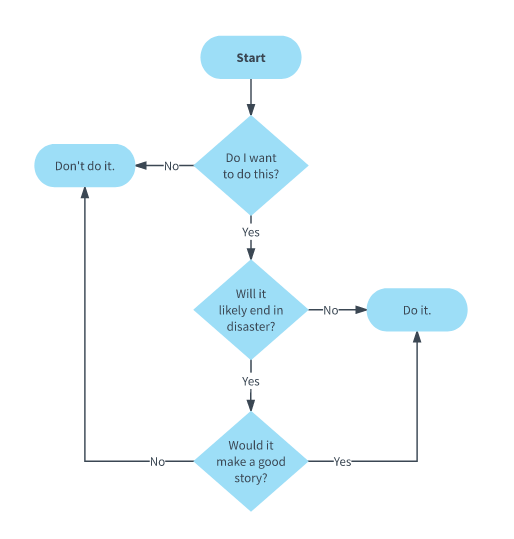 Start
Do I want
to do this?
No
Don't do it.
Yes
Will it
likely end in
disaster?
No
Do it.
Yes
Would it
make a good
story?
No
Yes